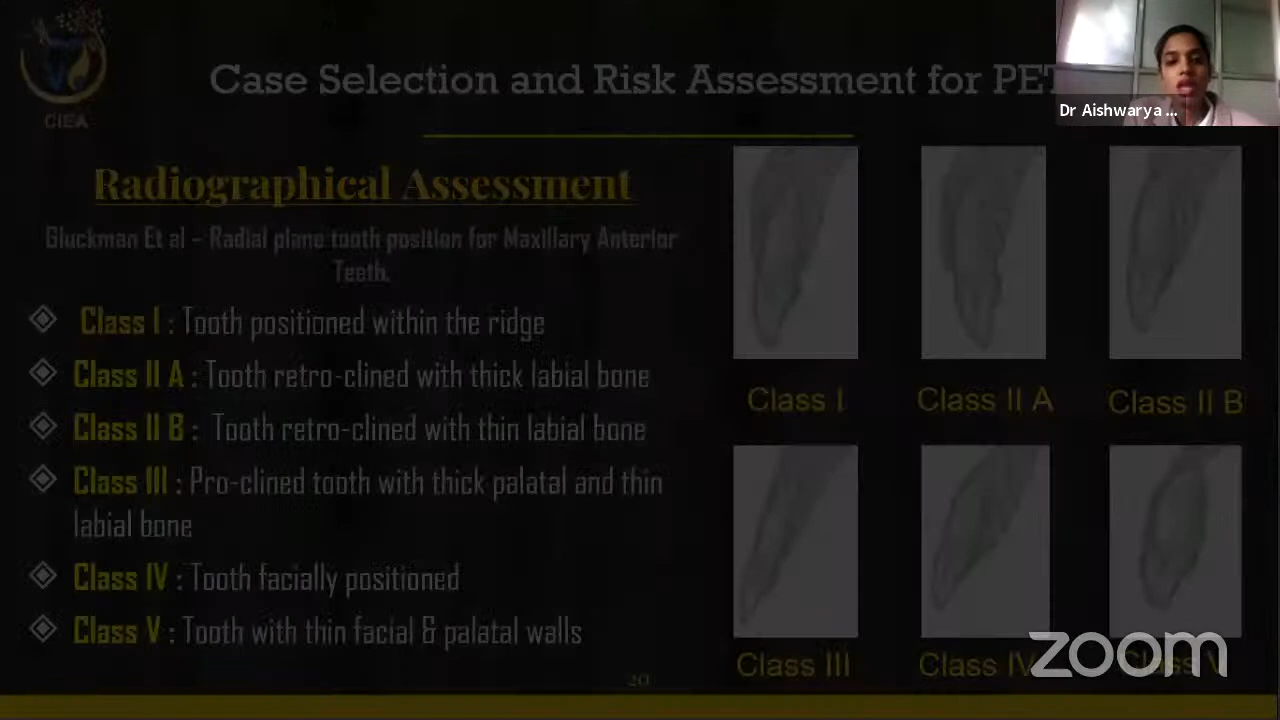 CIEA
Case Selection and Risk Assessment for PET
Dr Aishwarya ...
Radiographical Assessment
Gluckman Et al – Radial plane tooth position for Maxillary Anterior
Teeth.
Class I : Tooth positioned within the ridge
Class II A : Tooth retro-clined with thick labial bone
Class II B : Tooth retro-clined with thin labial bone
Class III : Pro-clined tooth with thick palatal and thin
labial bone
Class IV : Tooth facially positioned
Class V : Tooth with thin facial & palatal walls
Class I
Class II A
Class II B
Class III
Class IV
Class V
zoom
20